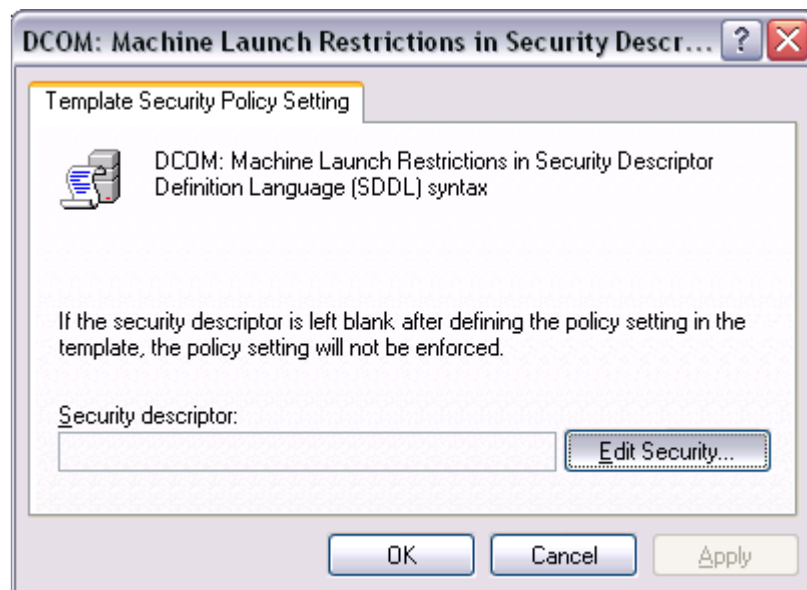 DCOM: Machine Launch Restrictions in Security Descr...
Template Security Policy Setting
DCOM: Machine Launch Restrictions in Security Descriptor
Definition Language (SDDL) syntax
If the security descriptor is left blank after defining the policy setting in the
template, the policy setting will not be enforced.
Security descriptor:
Edit Security...
OK Cancel Apply